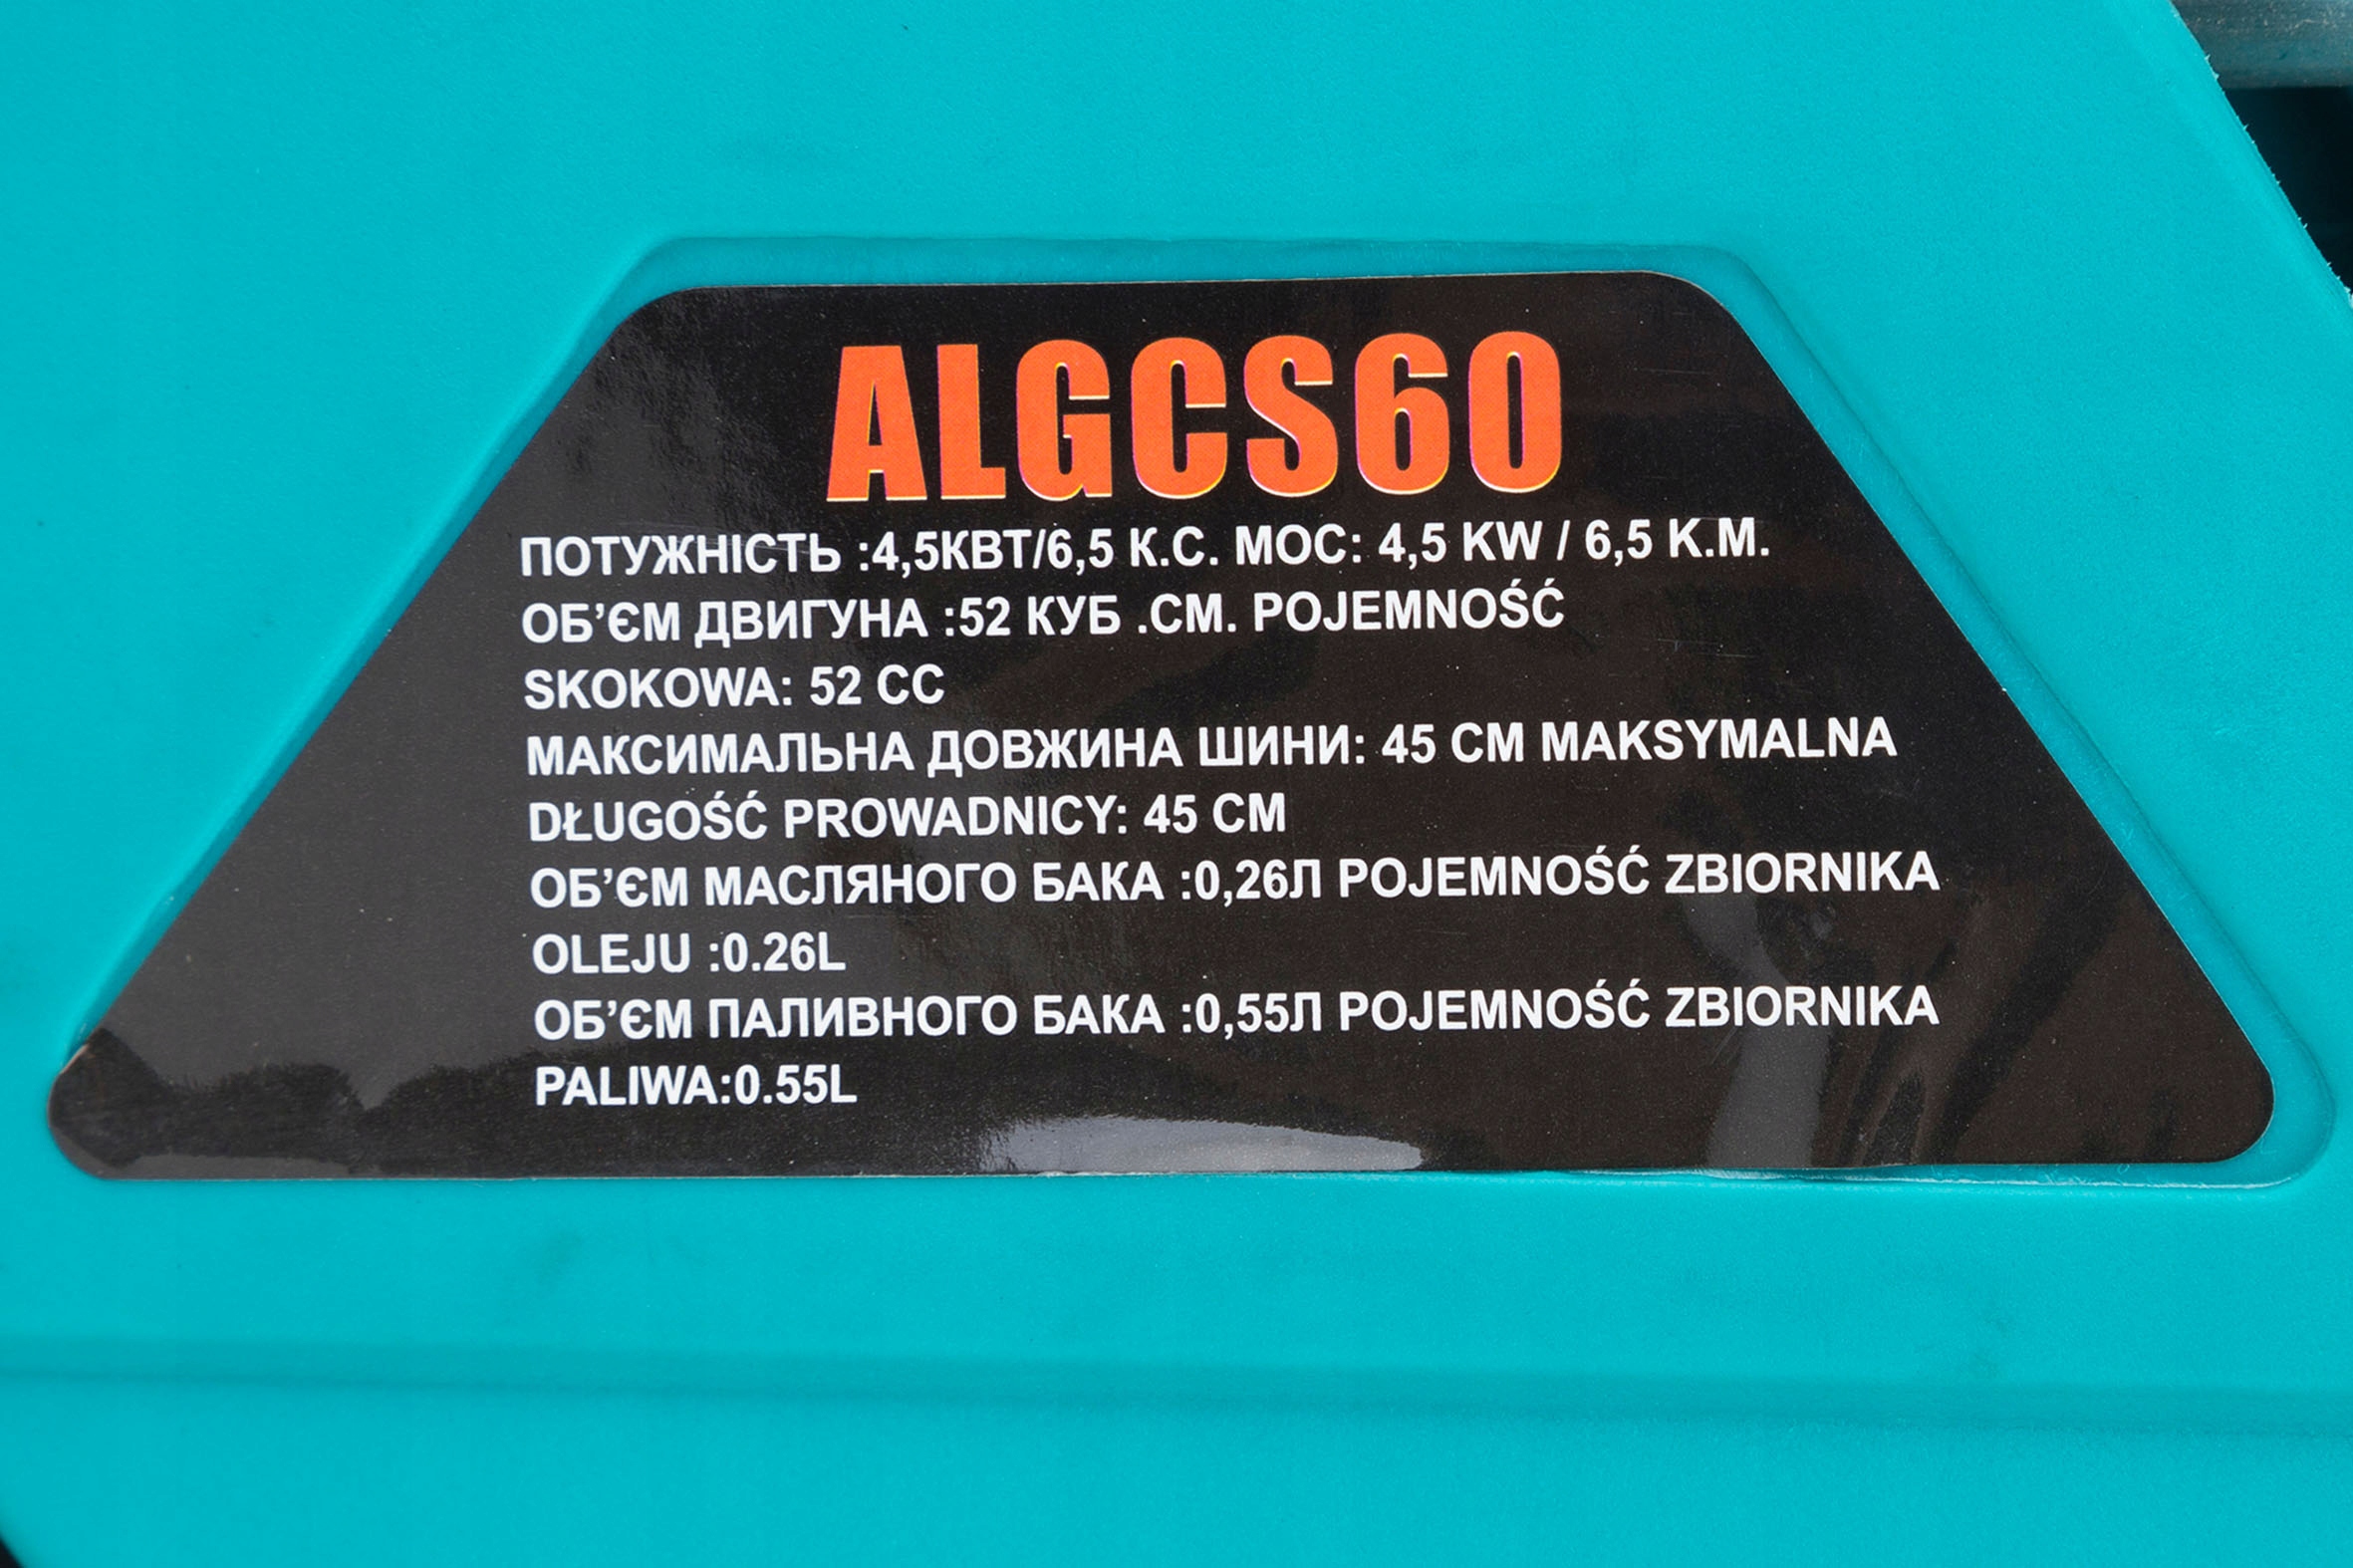 ALGCS60
ПОТУЖНІСТЬ :4,5КВТ/6,5 К.С. MOC: 4,5 KW / 6,5 K.M.
ОБ’ЄМ ДВИГУНА :52 КУБ .СМ. POJEMNOŚĆ
SKOKOWA: 52 CC
МАКСИМАЛЬНА ДОВЖИНА ШИНИ: 45 СМ MAKSYMALNA
DŁUGOŚĆ PROWADNICY: 45 CM
ОБ’ЄМ МАСЛЯНОГО БАКА :0,26Л POJEMNOŚĆ ZBIORNIKA
OLEJU :0.26L
ОБ’ЄМ ПАЛИВНОГО БАКА :0,55Л POJEMNOŚĆ ZBIORNIKA
PALIWA:0.55L